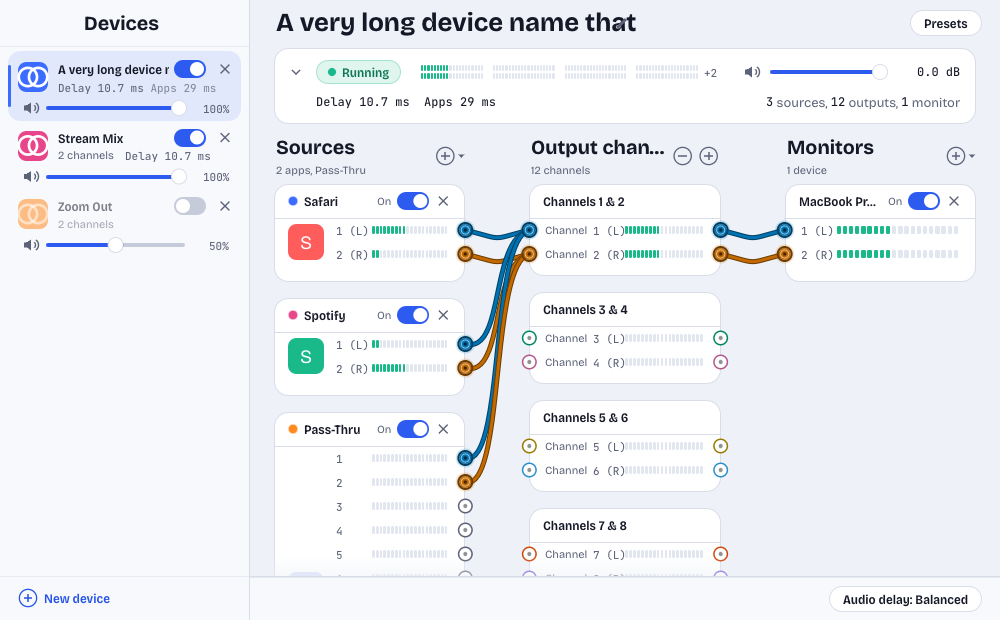 Devices
A very long device r
Delay 10.7 ms Apps 29 ms
100%
Stream Mix
2 channels Delay 10.7 ms
100%
Zoom Out
2 channels
50%
New device
A very long device name that
Presets
Running
+2
0.0 dB
Delay 10.7 ms Apps 29 ms
3 sources, 12 outputs, 1 monitor
Sources
2 apps, Pass-Thru
Safari On
S
1 (L)
2 (R)
Spotify On
S
1 (L)
2 (R)
Pass-Thru On
1
2
3
4
5
Output chan...
12 channels
Channels 1 & 2
Channel 1 (L)
Channel 2 (R)
Channels 3 & 4
Channel 3 (L)
Channel 4 (R)
Channels 5 & 6
Channel 5 (L)
Channel 6 (R)
Channels 7 & 8
Channel 7 (L)
Monitors
1 device
MacBook Pr... On
1 (L)
2 (R)
Audio delay: Balanced